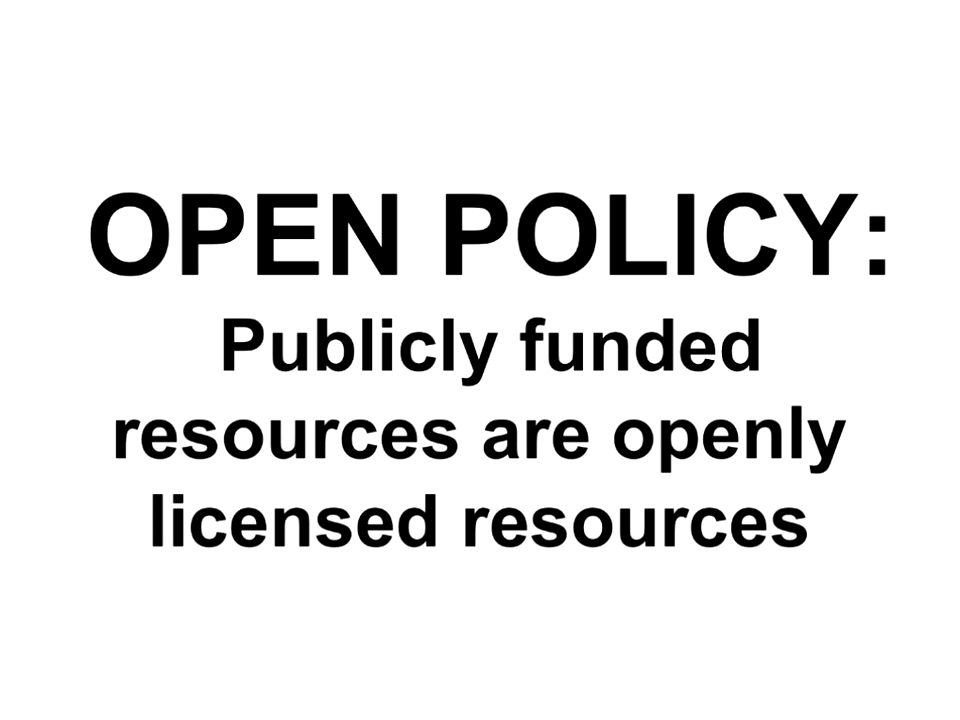 OPEN POLICY:
Publicly funded
resources are openly
licensed resources